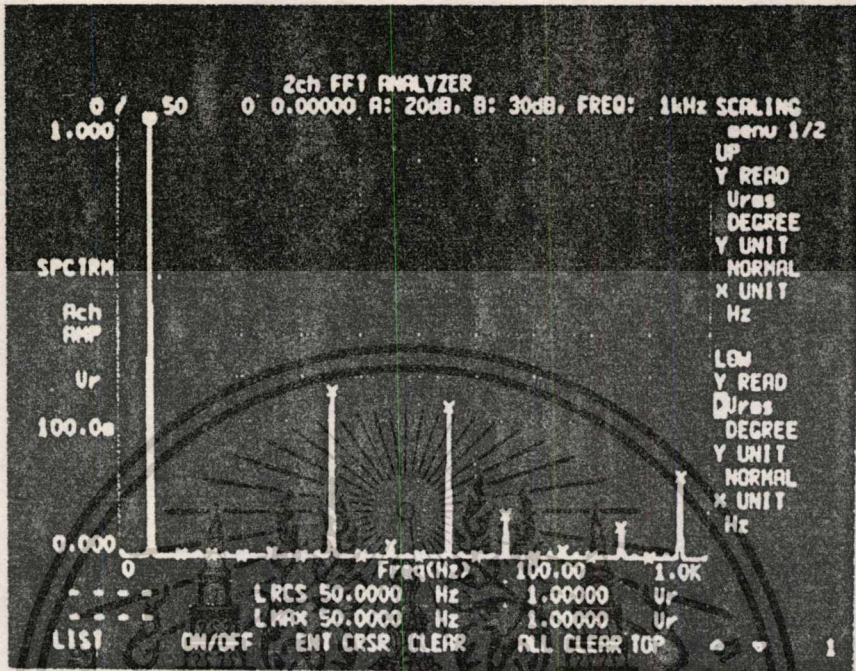 2ch FFT ANALYZER
0 / 50 0 0.00000 A: 20dB, B: 30dB, FREQ: 1kHz SCALING
1.000 menu 1/2
UP
Y READ
Vrms
DEGREE
Y UNIT
SPCTRM NORMAL
X UNIT
Ach Hz
AMP
LOW
Vr Y READ
Vrms
100.0m DEGREE
Y UNIT
NORMAL
X UNIT
0.000 Hz
0 Freq(Hz) 100.00 1.0K
- - - - L RCS 50.0000 Hz 1.00000 Vr
- - - - L MAX 50.0000 Hz 1.00000 Vr
LIST ON/OFF ENT CRSR CLEAR ALL CLEAR TOP 1